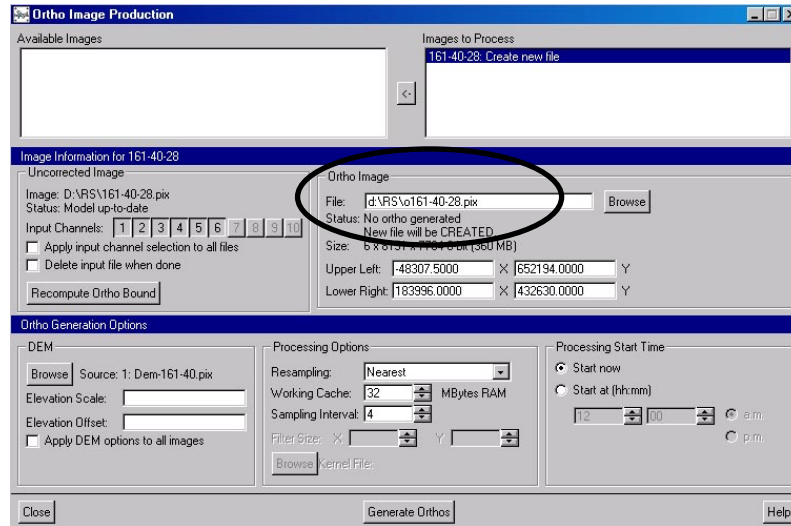 Ortho Image Production
Available Images
Images to Process
161-40-28: Create new file
<-
Image Information for 161-40-28
Uncorrected Image
Image: D:\RS\161-40-28.pix
Status: Model up-to-date
Input Channels: 1 2 3 4 5 6 7 8 9 10
Apply input channel selection to all files
Delete input file when done
Recompute Ortho Bound
Ortho Image
File: d:\RS\o161-40-28.pix Browse
Status: No ortho generated
New file will be CREATED
Size: 6 x 8151 x 7704 8 bit (360 MB)
Upper Left: -48307.5000 X 652194.0000 Y
Lower Right: 183996.0000 X 432630.0000 Y
Ortho Generation Options
DEM
Browse Source: 1: Dem-161-40.pix
Elevation Scale:
Elevation Offset:
Apply DEM options to all images
Processing Options
Resampling: Nearest
Working Cache: 32 MBytes RAM
Sampling Interval: 4
Filter Size: X Y
Browse Kernel File:
Processing Start Time
Start now
Start at (hh:mm)
12 00 a.m.
p.m.
Close Generate Orthos Help